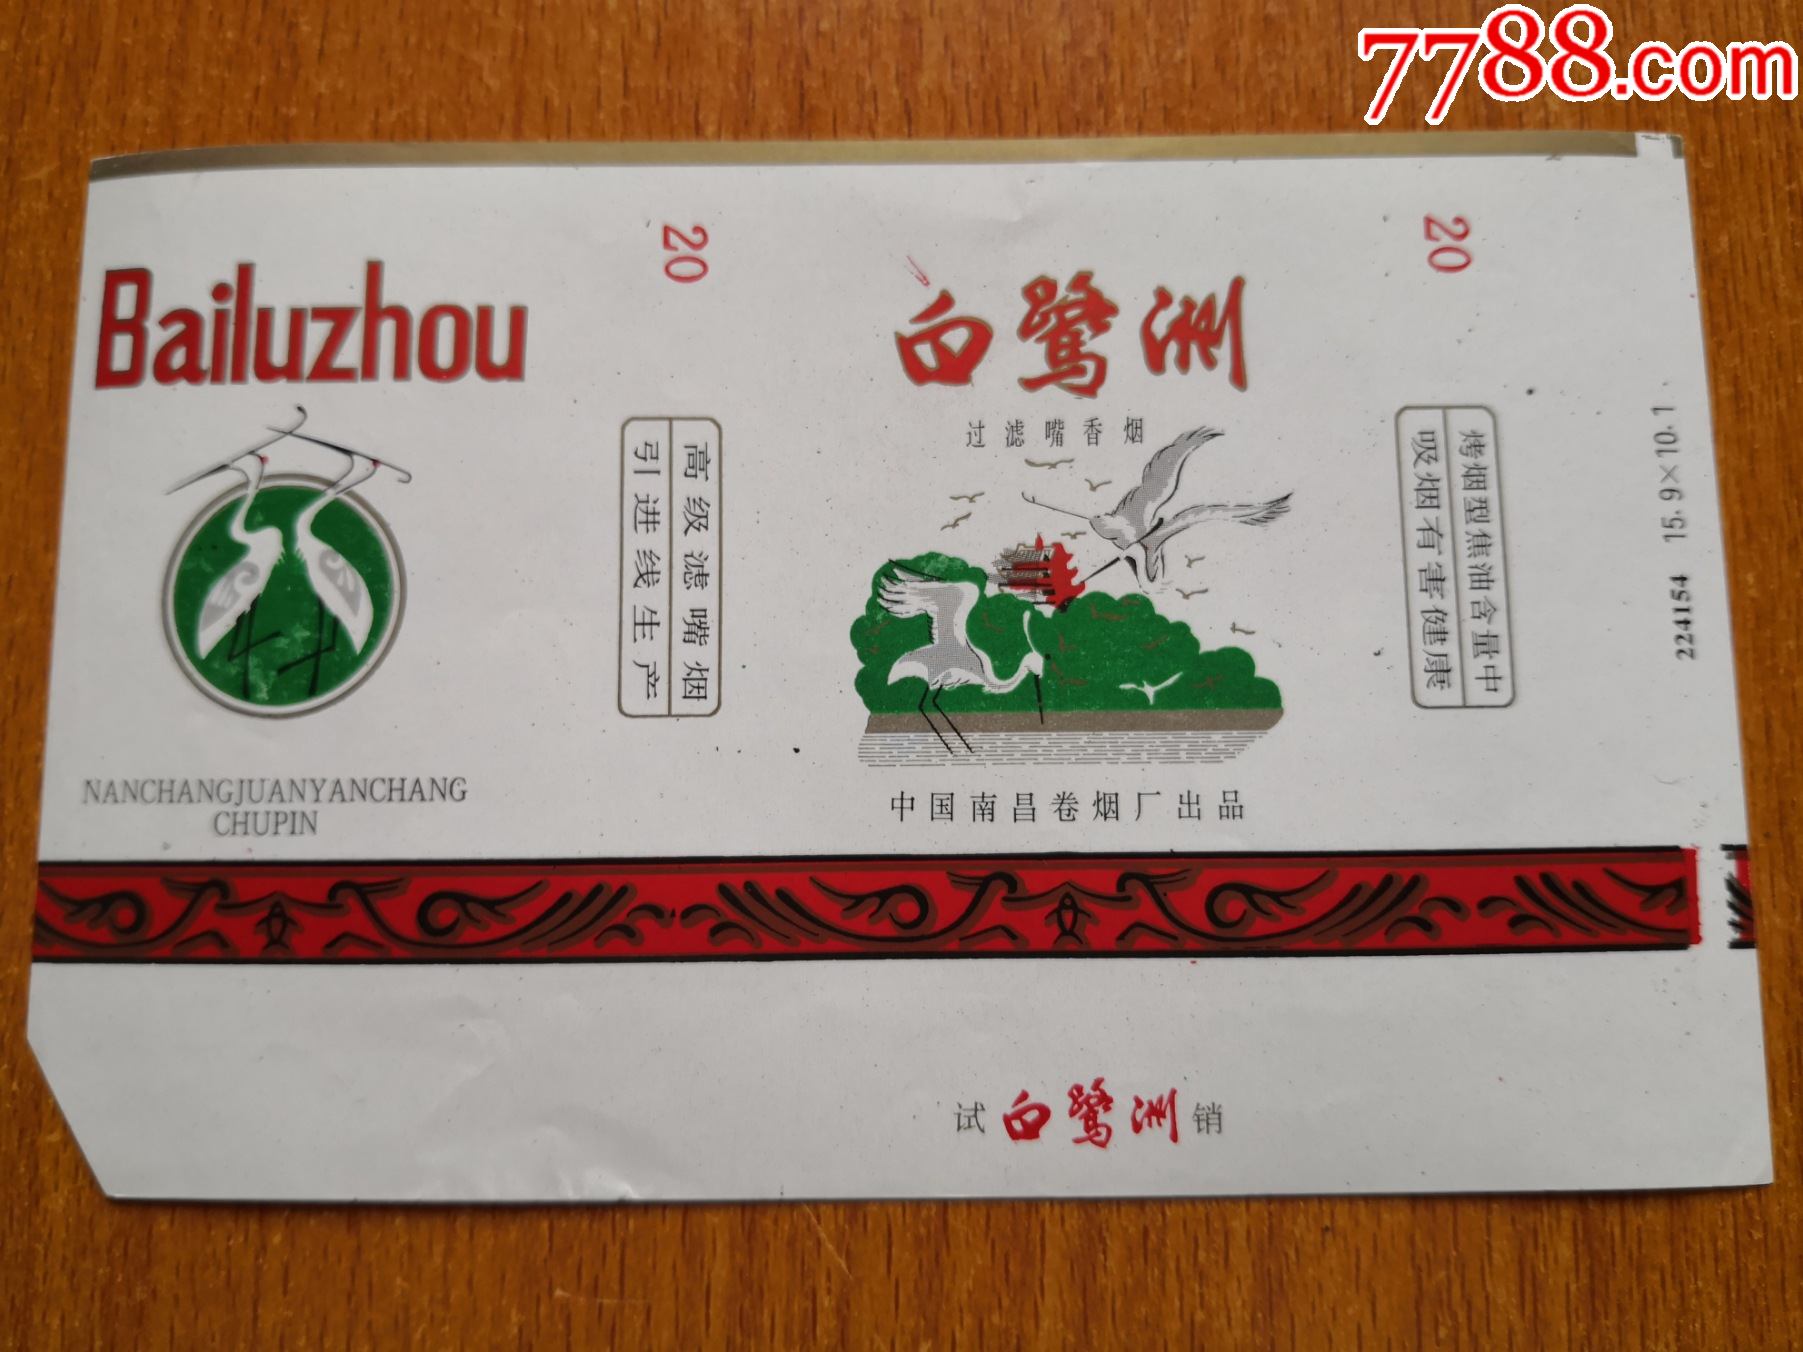 7788.com
20
20
Bailuzhou
白鹭洲
过滤嘴香烟
高级滤嘴烟
引进线生产
烤烟型焦油含量中
吸烟有害健康
224154 15.9×10.1
NANCHANGJUANYANCHANG
CHUPIN
中国南昌卷烟厂出品
试白鹭洲销